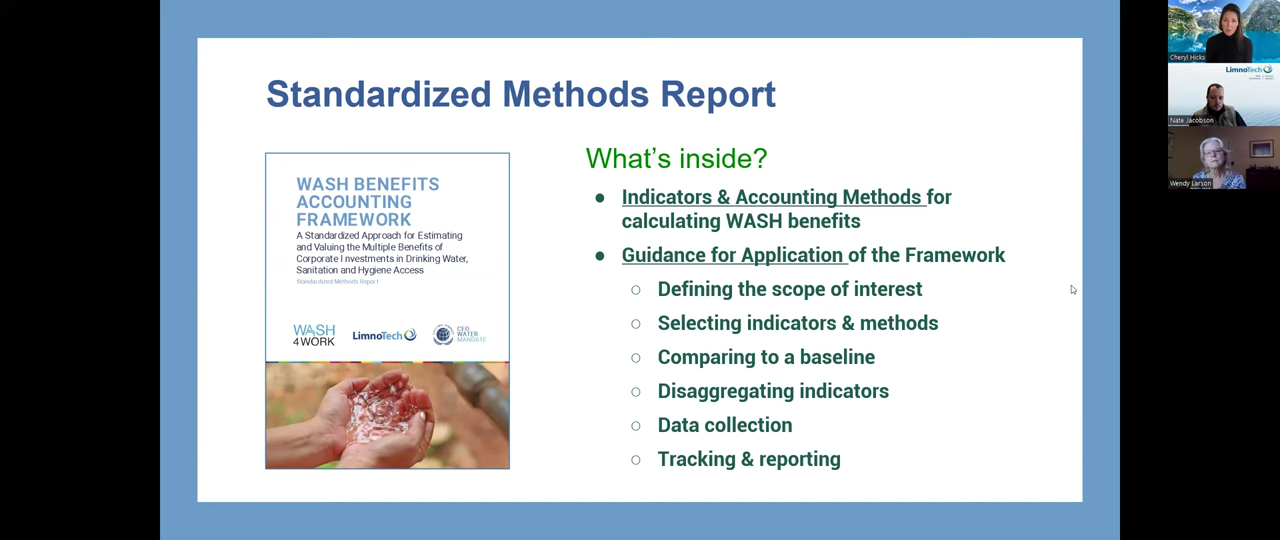 Standardized Methods Report
WASH BENEFITS
ACCOUNTING
FRAMEWORK
A Standardized Approach for Estimating
and Valuing the Multiple Benefits of
Corporate Investments in Drinking Water,
Sanitation and Hygiene Access
Standardized Methods Report
WASH
4WORK
LimnoTech
CEO
WATER
MANDATE
What's inside?
● Indicators & Accounting Methods for
calculating WASH benefits
● Guidance for Application of the Framework
○ Defining the scope of interest
○ Selecting indicators & methods
○ Comparing to a baseline
○ Disaggregating indicators
○ Data collection
○ Tracking & reporting
Cheryl Hicks
LimnoTech
Nate Jacobson
Wendy Larson